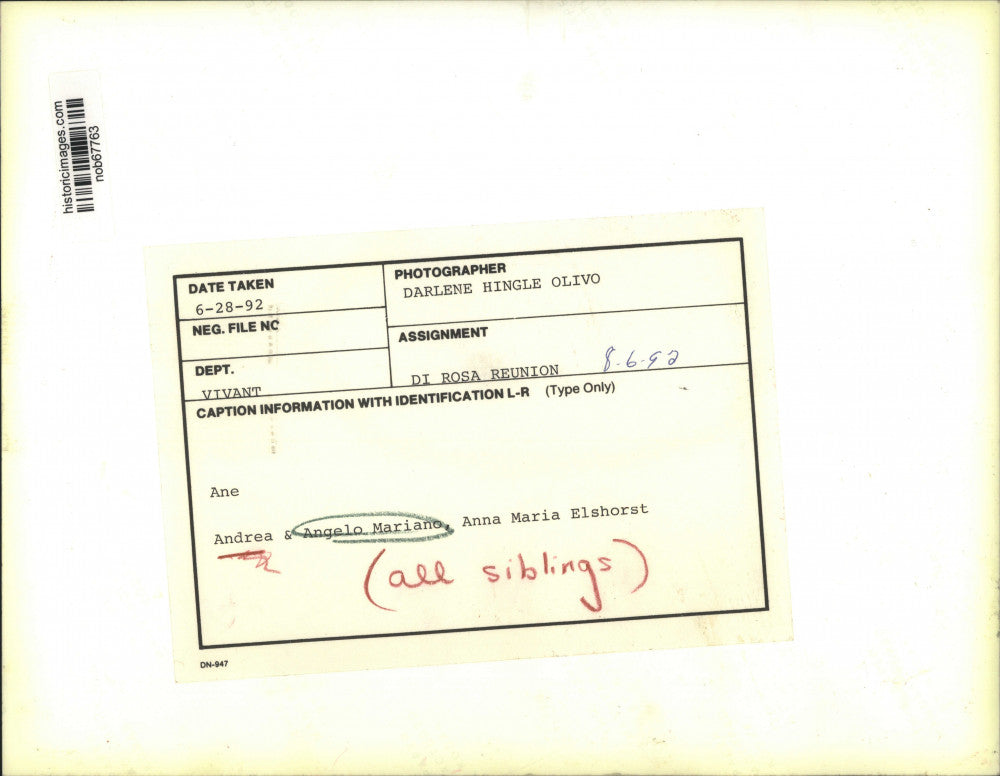 historicimages.com
nob67763
DATE TAKEN
6-28-92
PHOTOGRAPHER
DARLENE HINGLE OLIVO
NEG. FILE NO
ASSIGNMENT
DI ROSA REUNION 8-6-92
DEPT.
VIVANT
CAPTION INFORMATION WITH IDENTIFICATION L-R (Type Only)
Ane
Andrea & Angelo Mariano, Anna Maria Elshorst
(all siblings)
DN-947